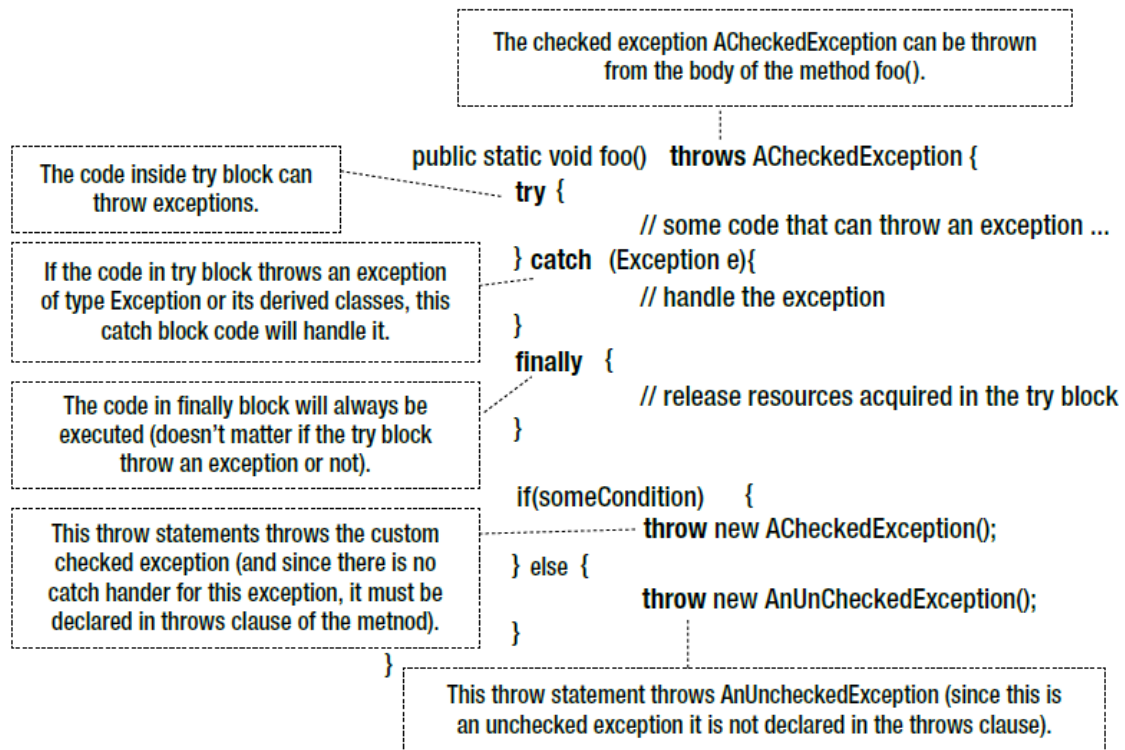 The checked exception ACheckedException can be thrown
from the body of the method foo().
public static void foo() throws ACheckedException {
The code inside try block can
throw exceptions.
try {
// some code that can throw an exception ...
} catch (Exception e){
If the code in try block throws an exception
of type Exception or its derived classes, this
catch block code will handle it.
// handle the exception
}
finally {
The code in finally block will always be
executed (doesn't matter if the try block
throw an exception or not).
// release resources acquired in the try block
}
if(someCondition) {
This throw statements throws the custom
checked exception (and since there is no
catch hander for this exception, it must be
declared in throws clause of the metnod).
throw new ACheckedException();
} else {
throw new AnUnCheckedException();
}
}
This throw statement throws AnUncheckedException (since this is
an unchecked exception it is not declared in the throws clause).